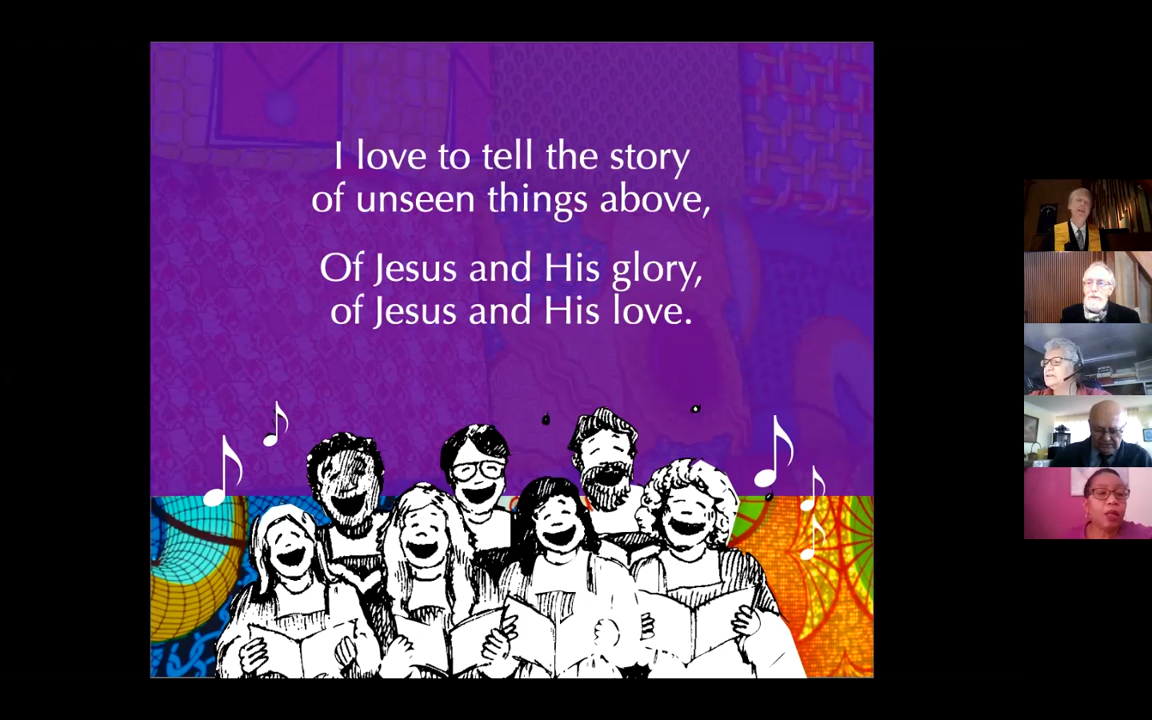 I love to tell the story
of unseen things above,
Of Jesus and His glory,
of Jesus and His love.